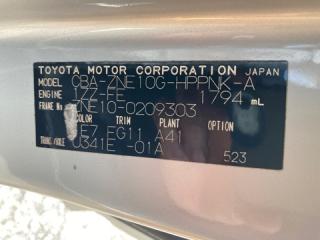 TOYOTA MOTOR CORPORATION JAPAN
MODEL CBA-ZNE10G-HPPNK-A
ENGINE 1ZZ-FE 1794 mL
FRAME No. ZNE10-0209303
COLOR TRIM PLANT OPTION
4E7 EG11 A41
TRANS/AXLE U341E -01A
523